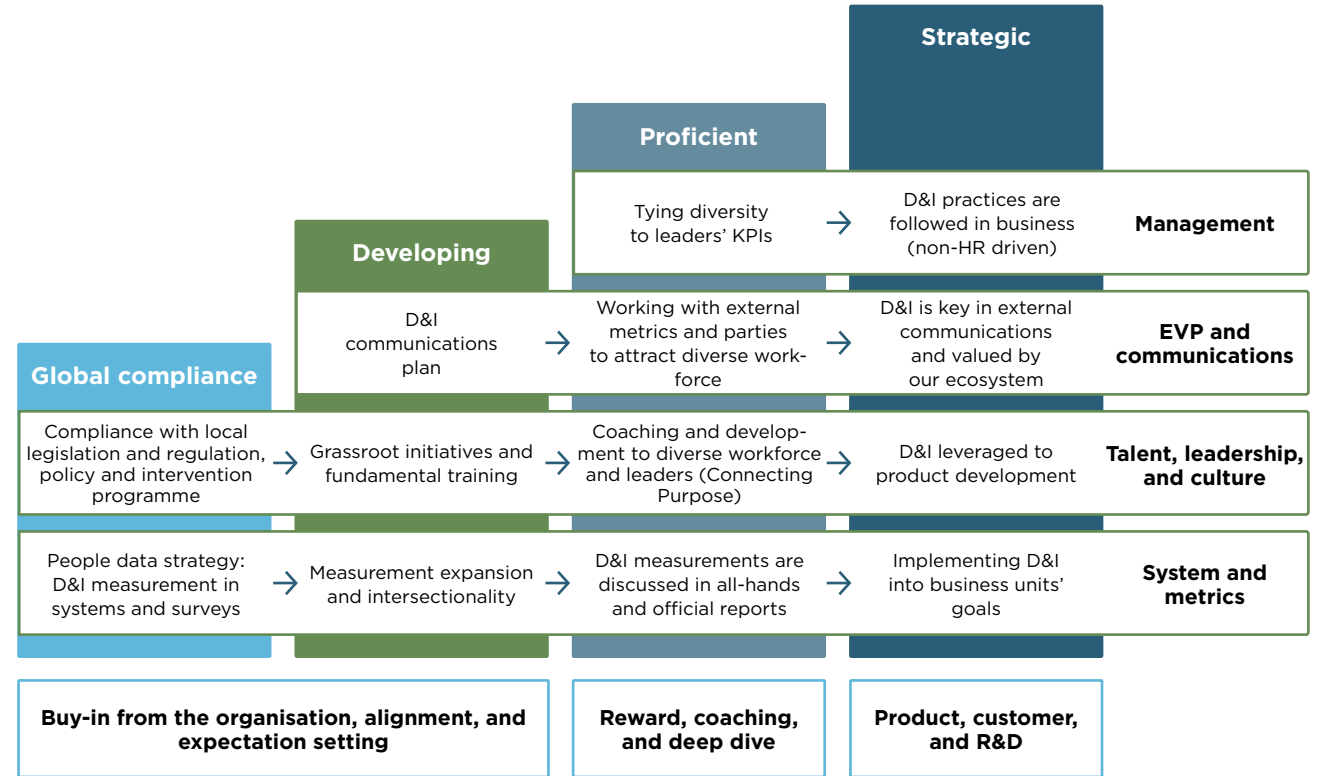 Strategic
Proficient
Tying diversity
to leaders’ KPIs
→
D&I practices are
followed in business
(non-HR driven)
Management
Developing
D&I
communications
plan
→
Working with external
metrics and parties
to attract diverse work-
force
→
D&I is key in external
communications
and valued by
our ecosystem
EVP and
communications
Global compliance
Compliance with local
legislation and regulation,
policy and intervention
programme
→
Grassroot initiatives and
fundamental training
→
Coaching and develop-
ment to diverse workforce
and leaders (Connecting
Purpose)
→
D&I leveraged to
product development
Talent, leadership,
and culture
People data strategy:
D&I measurement in
systems and surveys
→
Measurement expansion
and intersectionality
→
D&I measurements are
discussed in all-hands
and official reports
→
Implementing D&I
into business units’
goals
System and
metrics
Buy-in from the organisation, alignment, and
expectation setting
Reward, coaching,
and deep dive
Product, customer,
and R&D